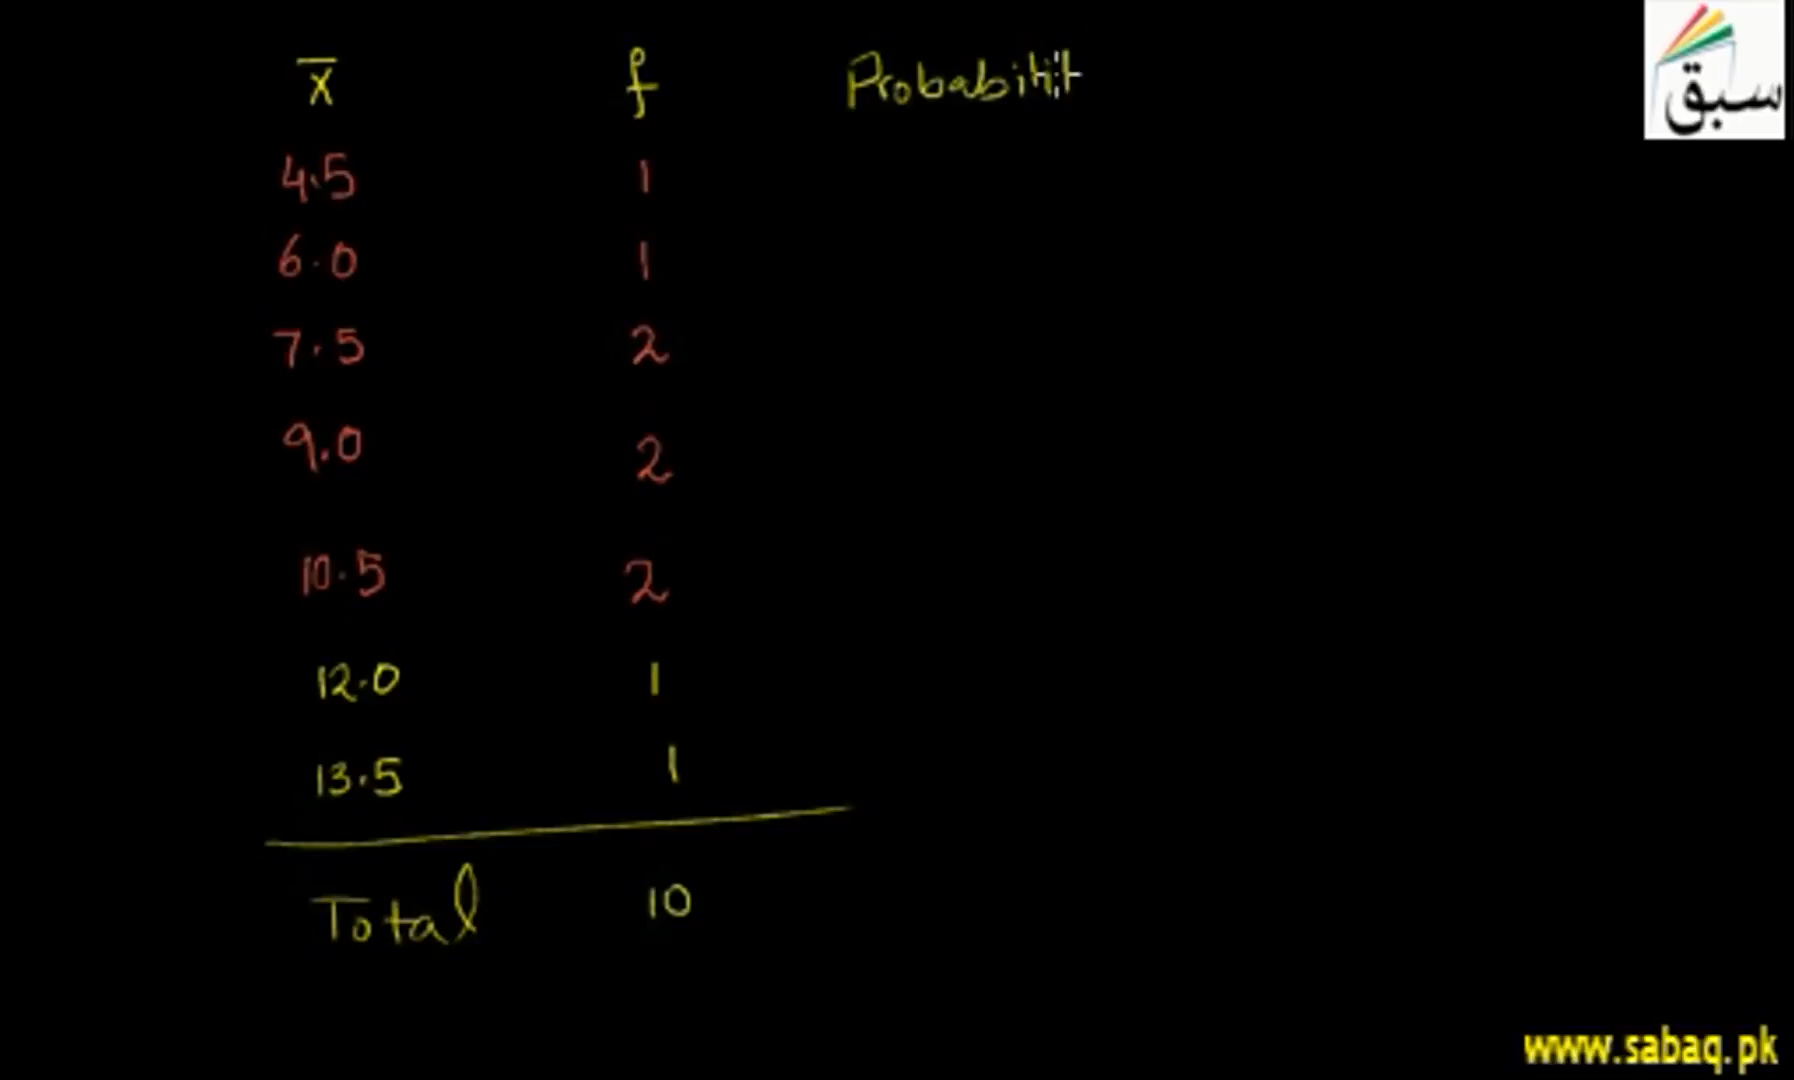 x̄ f Probabilit
سبق
4.5 1
6.0 1
7.5 2
9.0 2
10.5 2
12.0 1
13.5 1
Total 10
www.sabaq.pk